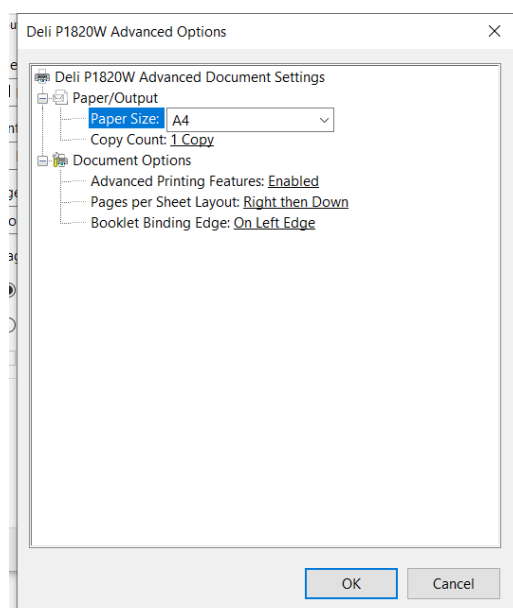 Deli P1820W Advanced Options
Deli P1820W Advanced Document Settings
Paper/Output
Paper Size: A4
Copy Count: 1 Copy
Document Options
Advanced Printing Features: Enabled
Pages per Sheet Layout: Right then Down
Booklet Binding Edge: On Left Edge
OK Cancel